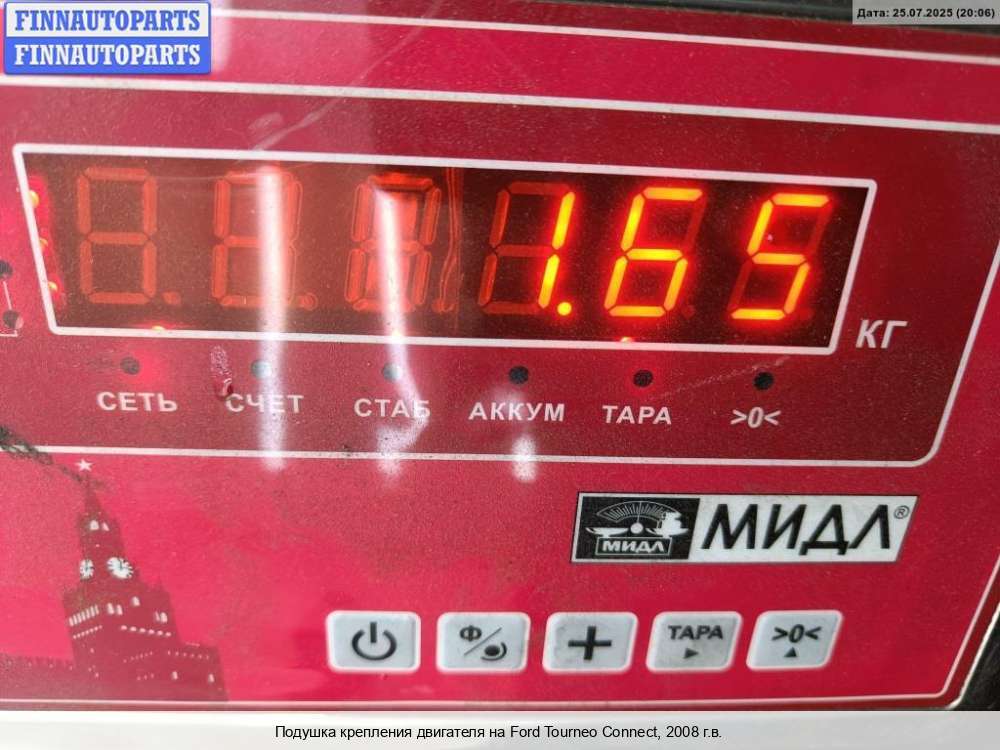 FINNAUTOPARTS
FINNAUTOPARTS
Дата: 25.07.2025 (20:06)
1.65
КГ
СЕТЬ СЧЕТ СТАБ АККУМ ТАРА >0<
МИДЛ МИДЛ®
Ф/ + ТАРА >0<
Подушка крепления двигателя на Ford Tourneo Connect, 2008 г.в.